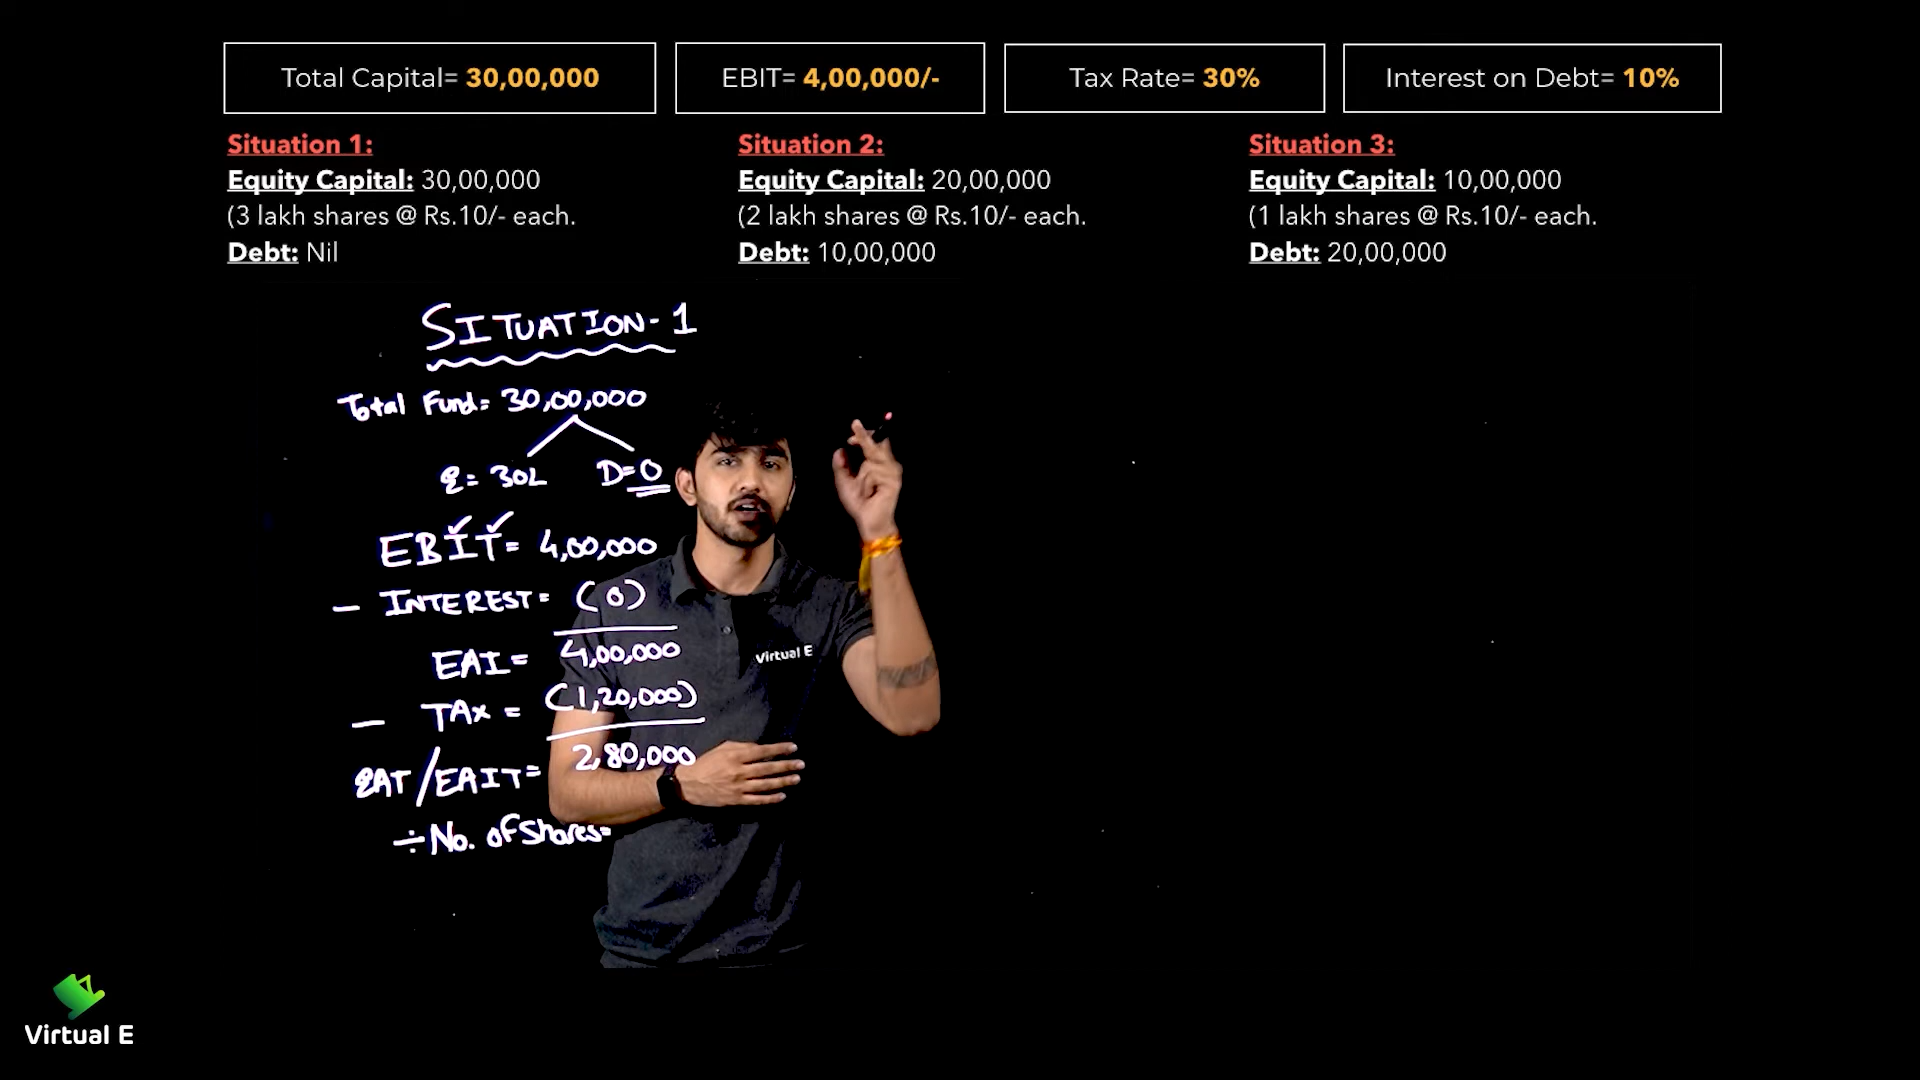 Total Capital= 30,00,000
EBIT= 4,00,000/-
Tax Rate= 30%
Interest on Debt= 10%
Situation 1:
Equity Capital: 30,00,000
(3 lakh shares @ Rs.10/- each.
Debt: Nil
Situation 2:
Equity Capital: 20,00,000
(2 lakh shares @ Rs.10/- each.
Debt: 10,00,000
Situation 3:
Equity Capital: 10,00,000
(1 lakh shares @ Rs.10/- each.
Debt: 20,00,000
SITUATION-1
Total Fund= 30,00,000
E= 30L D=0
EBIT= 4,00,000
- INTEREST= (0)
EAI= 4,00,000
- TAX = (1,20,000)
EAT/EAIT= 2,80,000
÷ No. of Shares=
Virtual E
Virtual E